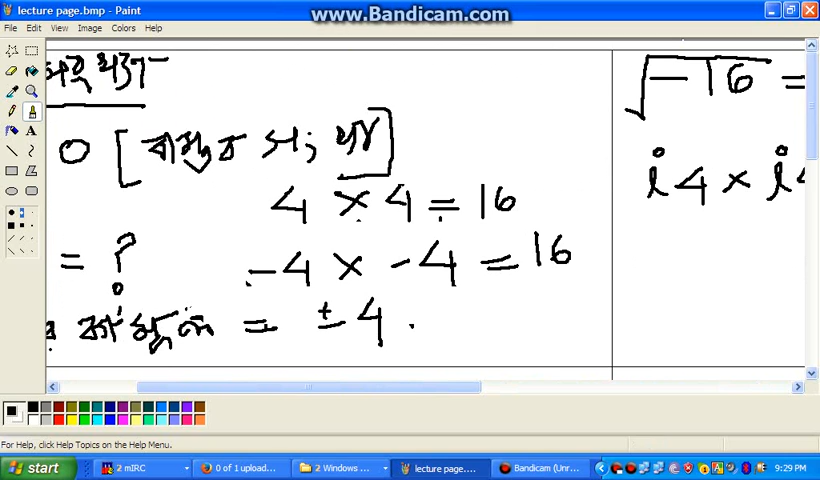 lecture page.bmp - Paint
www.Bandicam.com
File Edit View Image Colors Help
0 [ বাস্তব
4 × 4 = 16
= ?
-4 × -4 = 16
= ±4 .
√-16 =
i4 × i4
For Help, click Help Topics on the Help Menu.
start 2 mIRC 0 of 1 upload... 2 Windows ... lecture page.... Bandicam (Unr... 9:29 PM